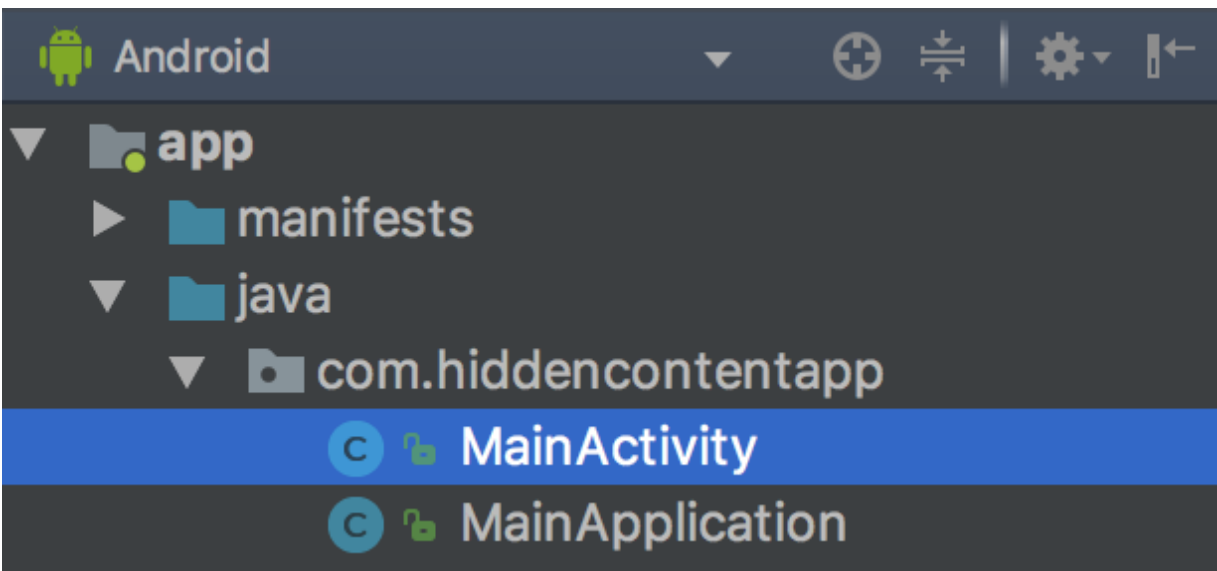 Android
app
manifests
java
com.hiddencontentapp
C MainActivity
C MainApplication